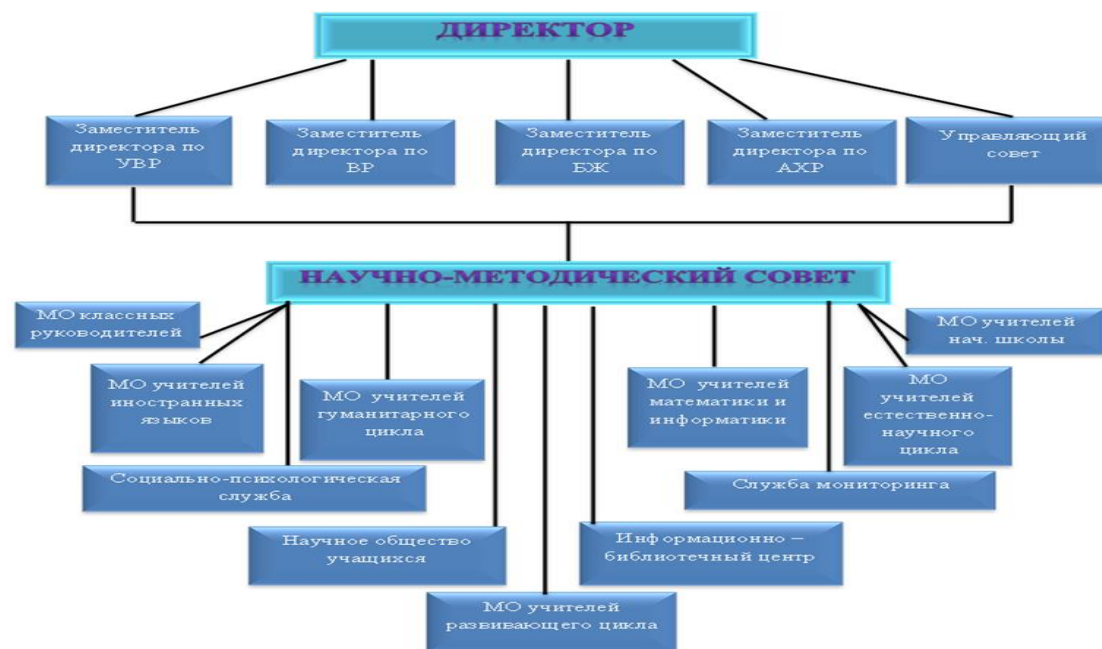 ДИРЕКТОР
Заместитель
директора по
УВР
Заместитель
директора по
ВР
Заместитель
директора по
БЖ
Заместитель
директора по
АХР
Управляющий
совет
НАУЧНО-МЕТОДИЧЕСКИЙ СОВЕТ
МО классных
руководителей
МО учителей
нач. школы
МО учителей
иностранных
языков
МО учителей
гуманитарного
цикла
МО учителей
математики и
информатики
МО
учителей
естественно-
научного
цикла
Социально-психологическая
служба
Служба мониторинга
Научное общество
учащихся
Информационно –
библиотечный центр
МО учителей
развивающего цикла